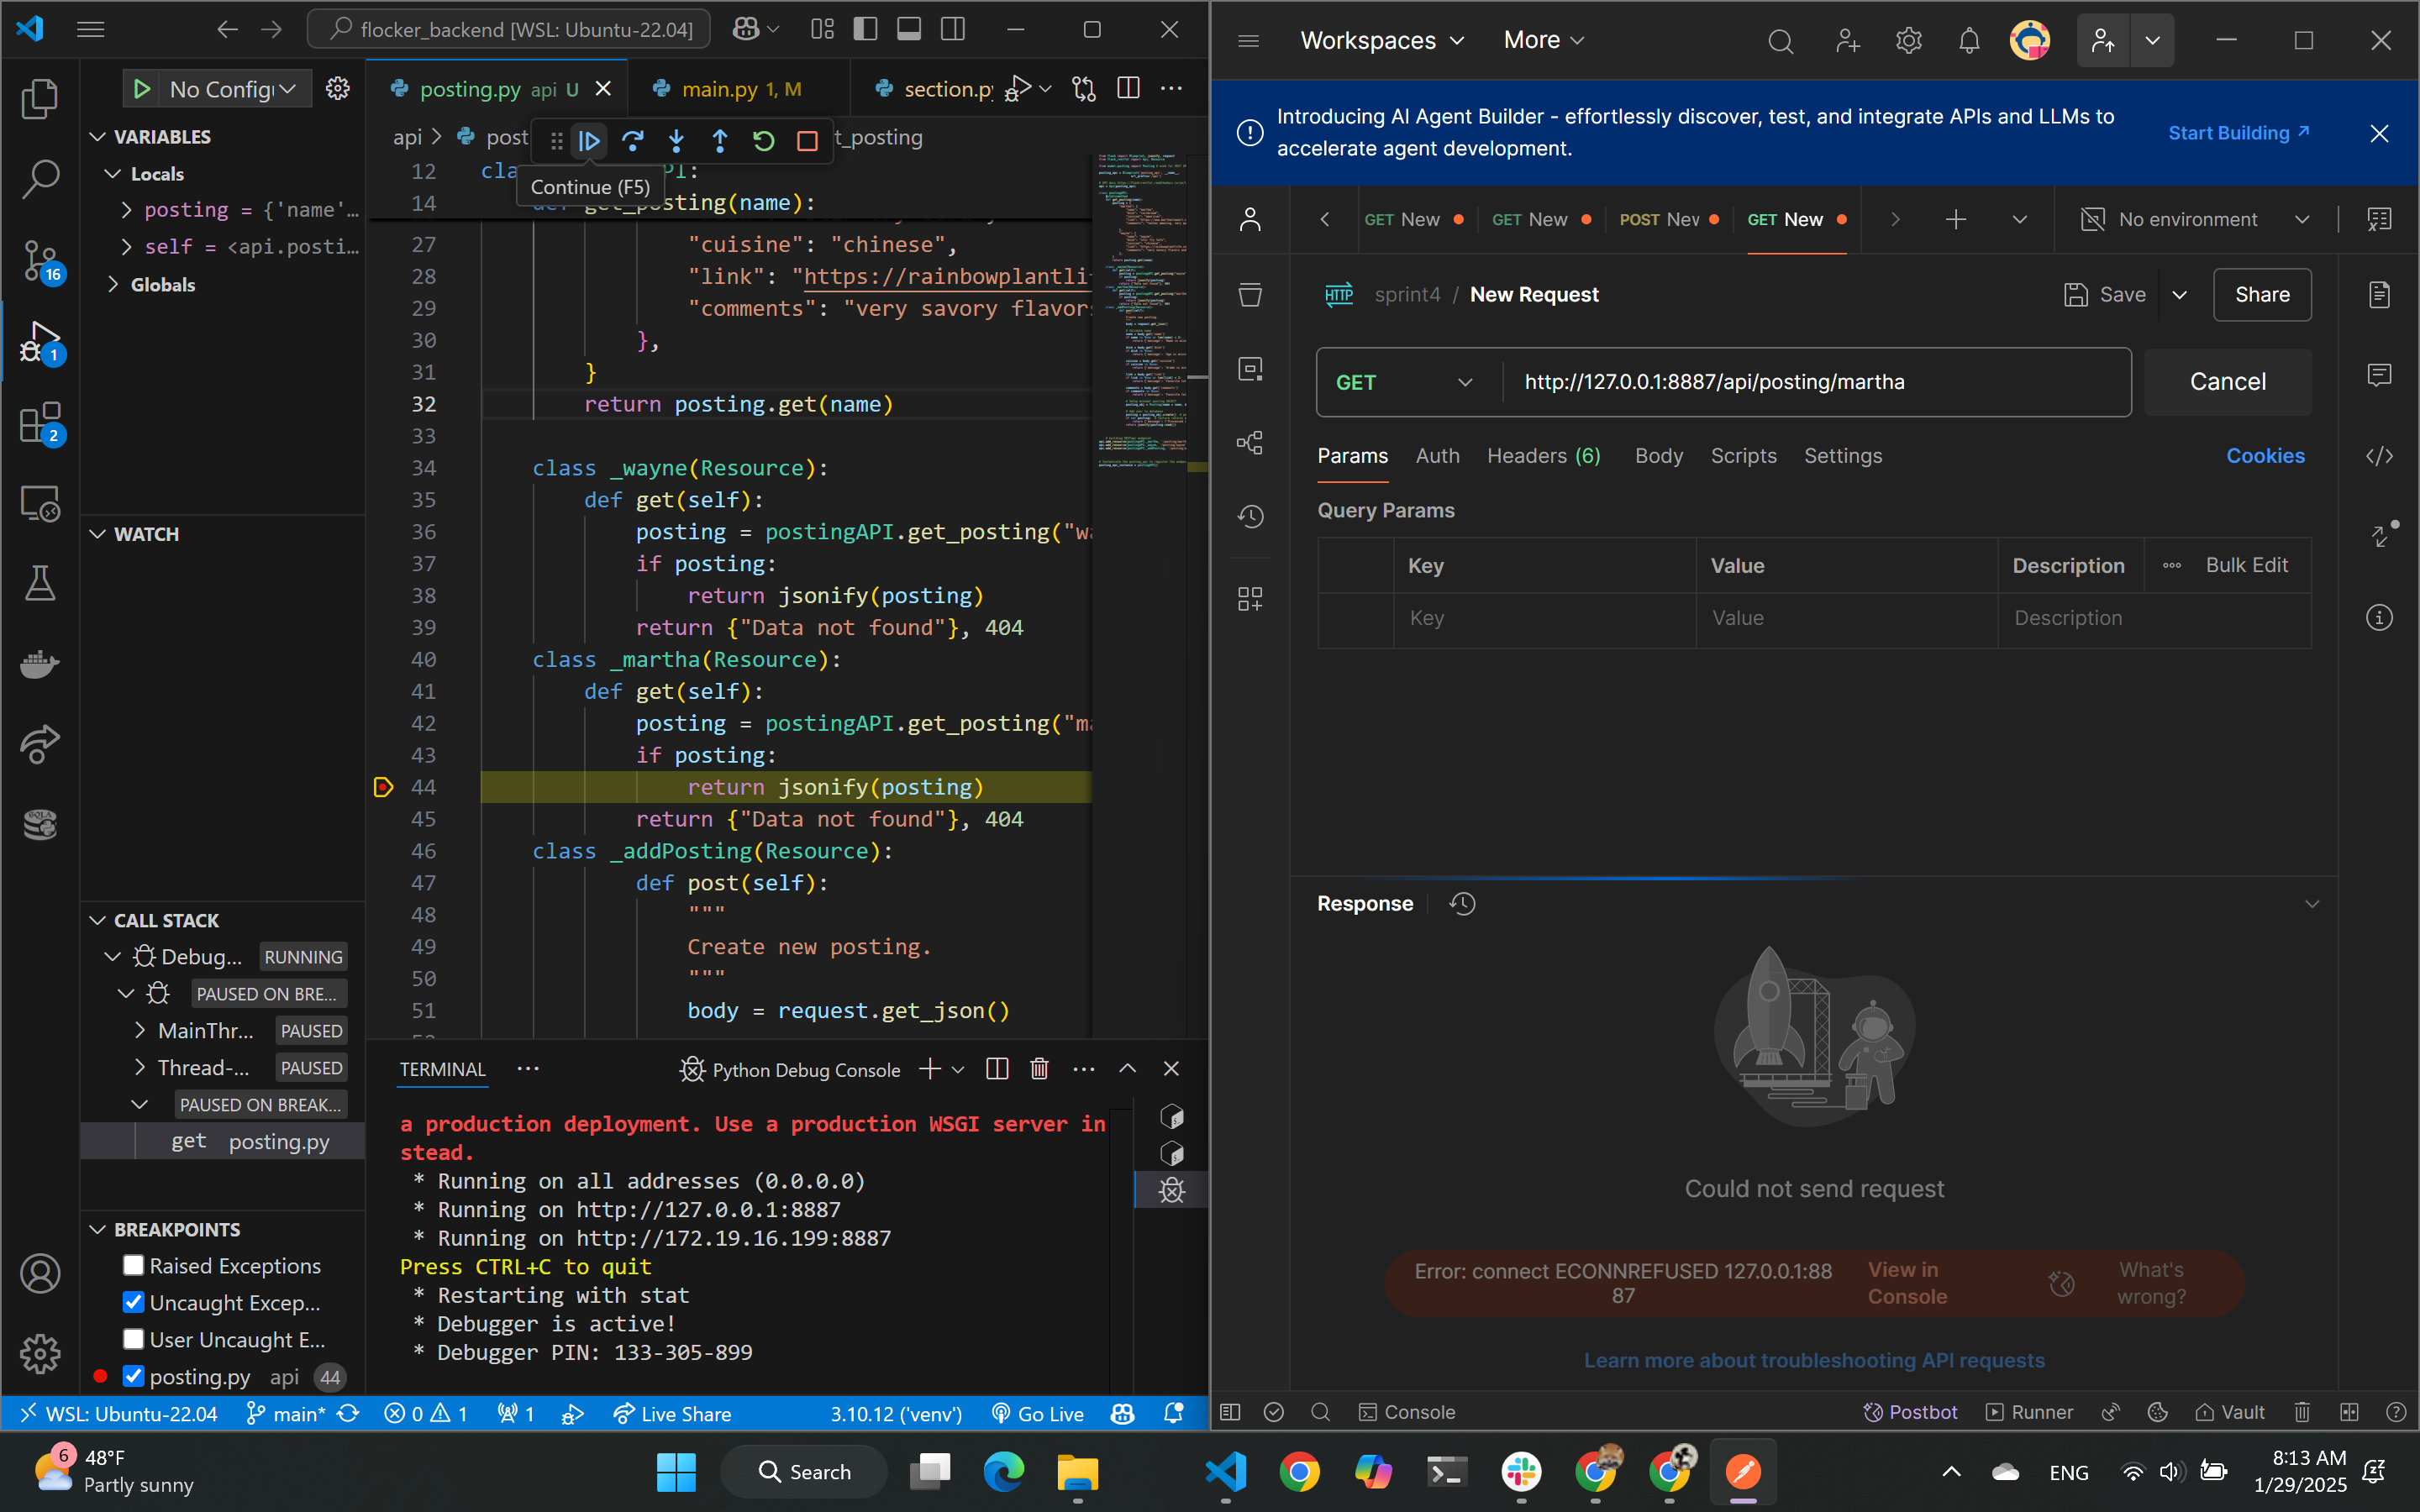 flocker_backend [WSL: Ubuntu-22.04]
No Config
posting.py api U
main.py 1, M
section.py
VARIABLES
Locals
posting = {'name'…
self = <api.posti…
Globals
WATCH
CALL STACK
Debug... RUNNING
PAUSED ON BRE...
MainThr... PAUSED
Thread-... PAUSED
PAUSED ON BREAK...
get posting.py
BREAKPOINTS
Raised Exceptions
Uncaught Excep...
User Uncaught E...
posting.py api 44
16
1
2
api > post
t_posting
Continue (F5)
12
14 get_posting(name):
27 "cuisine": "chinese",
28 "link": "https://rainbowplantli
29 "comments": "very savory flavors
30 },
31 }
32 return posting.get(name)
33
34 class _wayne(Resource):
35 def get(self):
36 posting = postingAPI.get_posting("wa
37 if posting:
38 return jsonify(posting)
39 return {"Data not found"}, 404
40 class _martha(Resource):
41 def get(self):
42 posting = postingAPI.get_posting("ma
43 if posting:
44 return jsonify(posting)
45 return {"Data not found"}, 404
46 class _addPosting(Resource):
47 def post(self):
48 """
49 Create new posting.
50 """
51 body = request.get_json()
TERMINAL ··· Python Debug Console
a production deployment. Use a production WSGI server in
stead.
* Running on all addresses (0.0.0.0)
* Running on http://127.0.0.1:8887
* Running on http://172.19.16.199:8887
Press CTRL+C to quit
* Restarting with stat
* Debugger is active!
* Debugger PIN: 133-305-899
WSL: Ubuntu-22.04 main* 0 1 1 Live Share 3.10.12 ('venv') Go Live
Workspaces More
Introducing AI Agent Builder - effortlessly discover, test, and integrate APIs and LLMs to
accelerate agent development.
Start Building
GET New
GET New
POST New
GET New
No environment
HTTP sprint4 / New Request
Save
Share
GET http://127.0.0.1:8887/api/posting/martha
Cancel
Params Auth Headers (6) Body Scripts Settings Cookies
Query Params
Key Value Description Bulk Edit
Key Value Description
Response
Could not send request
Error: connect ECONNREFUSED 127.0.0.1:88
87
View in
Console
What's
wrong?
Learn more about troubleshooting API requests
Console Postbot Runner Vault
6
48°F
Partly sunny
Search
ENG
8:13 AM
1/29/2025